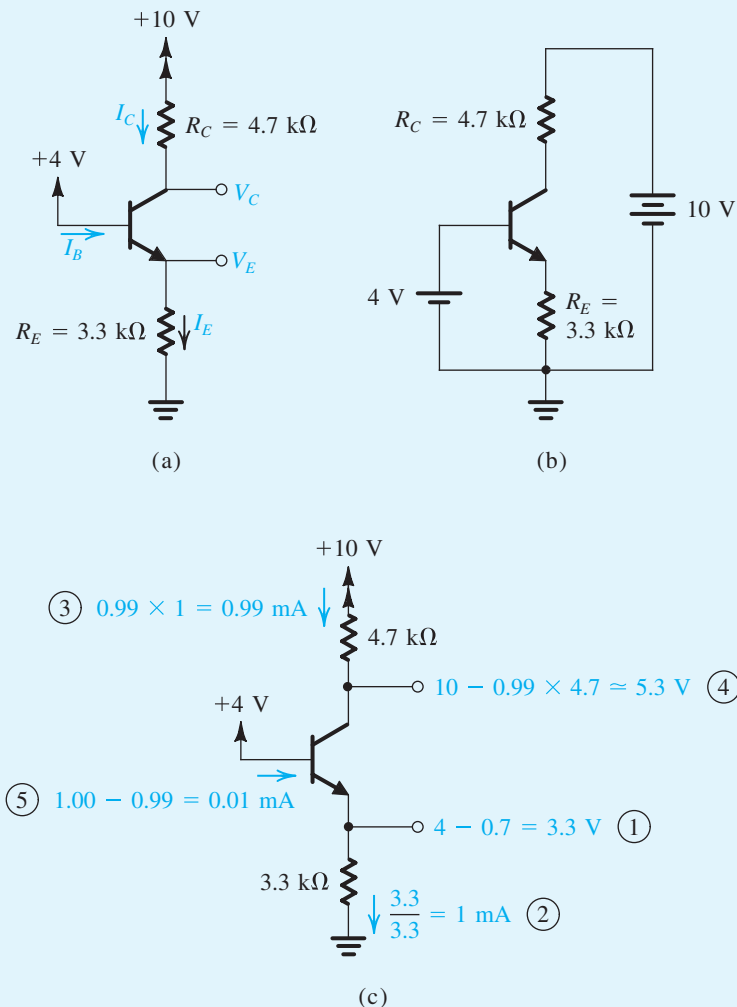 +10 V
I_C
R_C = 4.7 kΩ
+4 V
V_C
I_B
V_E
R_E = 3.3 kΩ
I_E
(a)
R_C = 4.7 kΩ
10 V
4 V
R_E =
3.3 kΩ
(b)
+10 V
③ 0.99 × 1 = 0.99 mA
4.7 kΩ
10 − 0.99 × 4.7 ≃ 5.3 V ④
+4 V
⑤ 1.00 − 0.99 = 0.01 mA
4 − 0.7 = 3.3 V ①
3.3 kΩ
3.3/3.3 = 1 mA ②
(c)